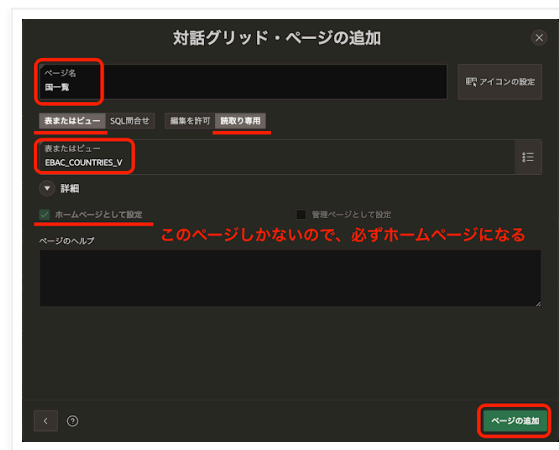 対話グリッド・ページの追加
ページ名
国一覧
アイコンの設定
表またはビュー SQL問合せ 編集を許可 読取り専用
表またはビュー
EBAC_COUNTRIES_V
詳細
ホームページとして設定 管理ページとして設定
このページしかないので、必ずホームページになる
ページのヘルプ
ページの追加